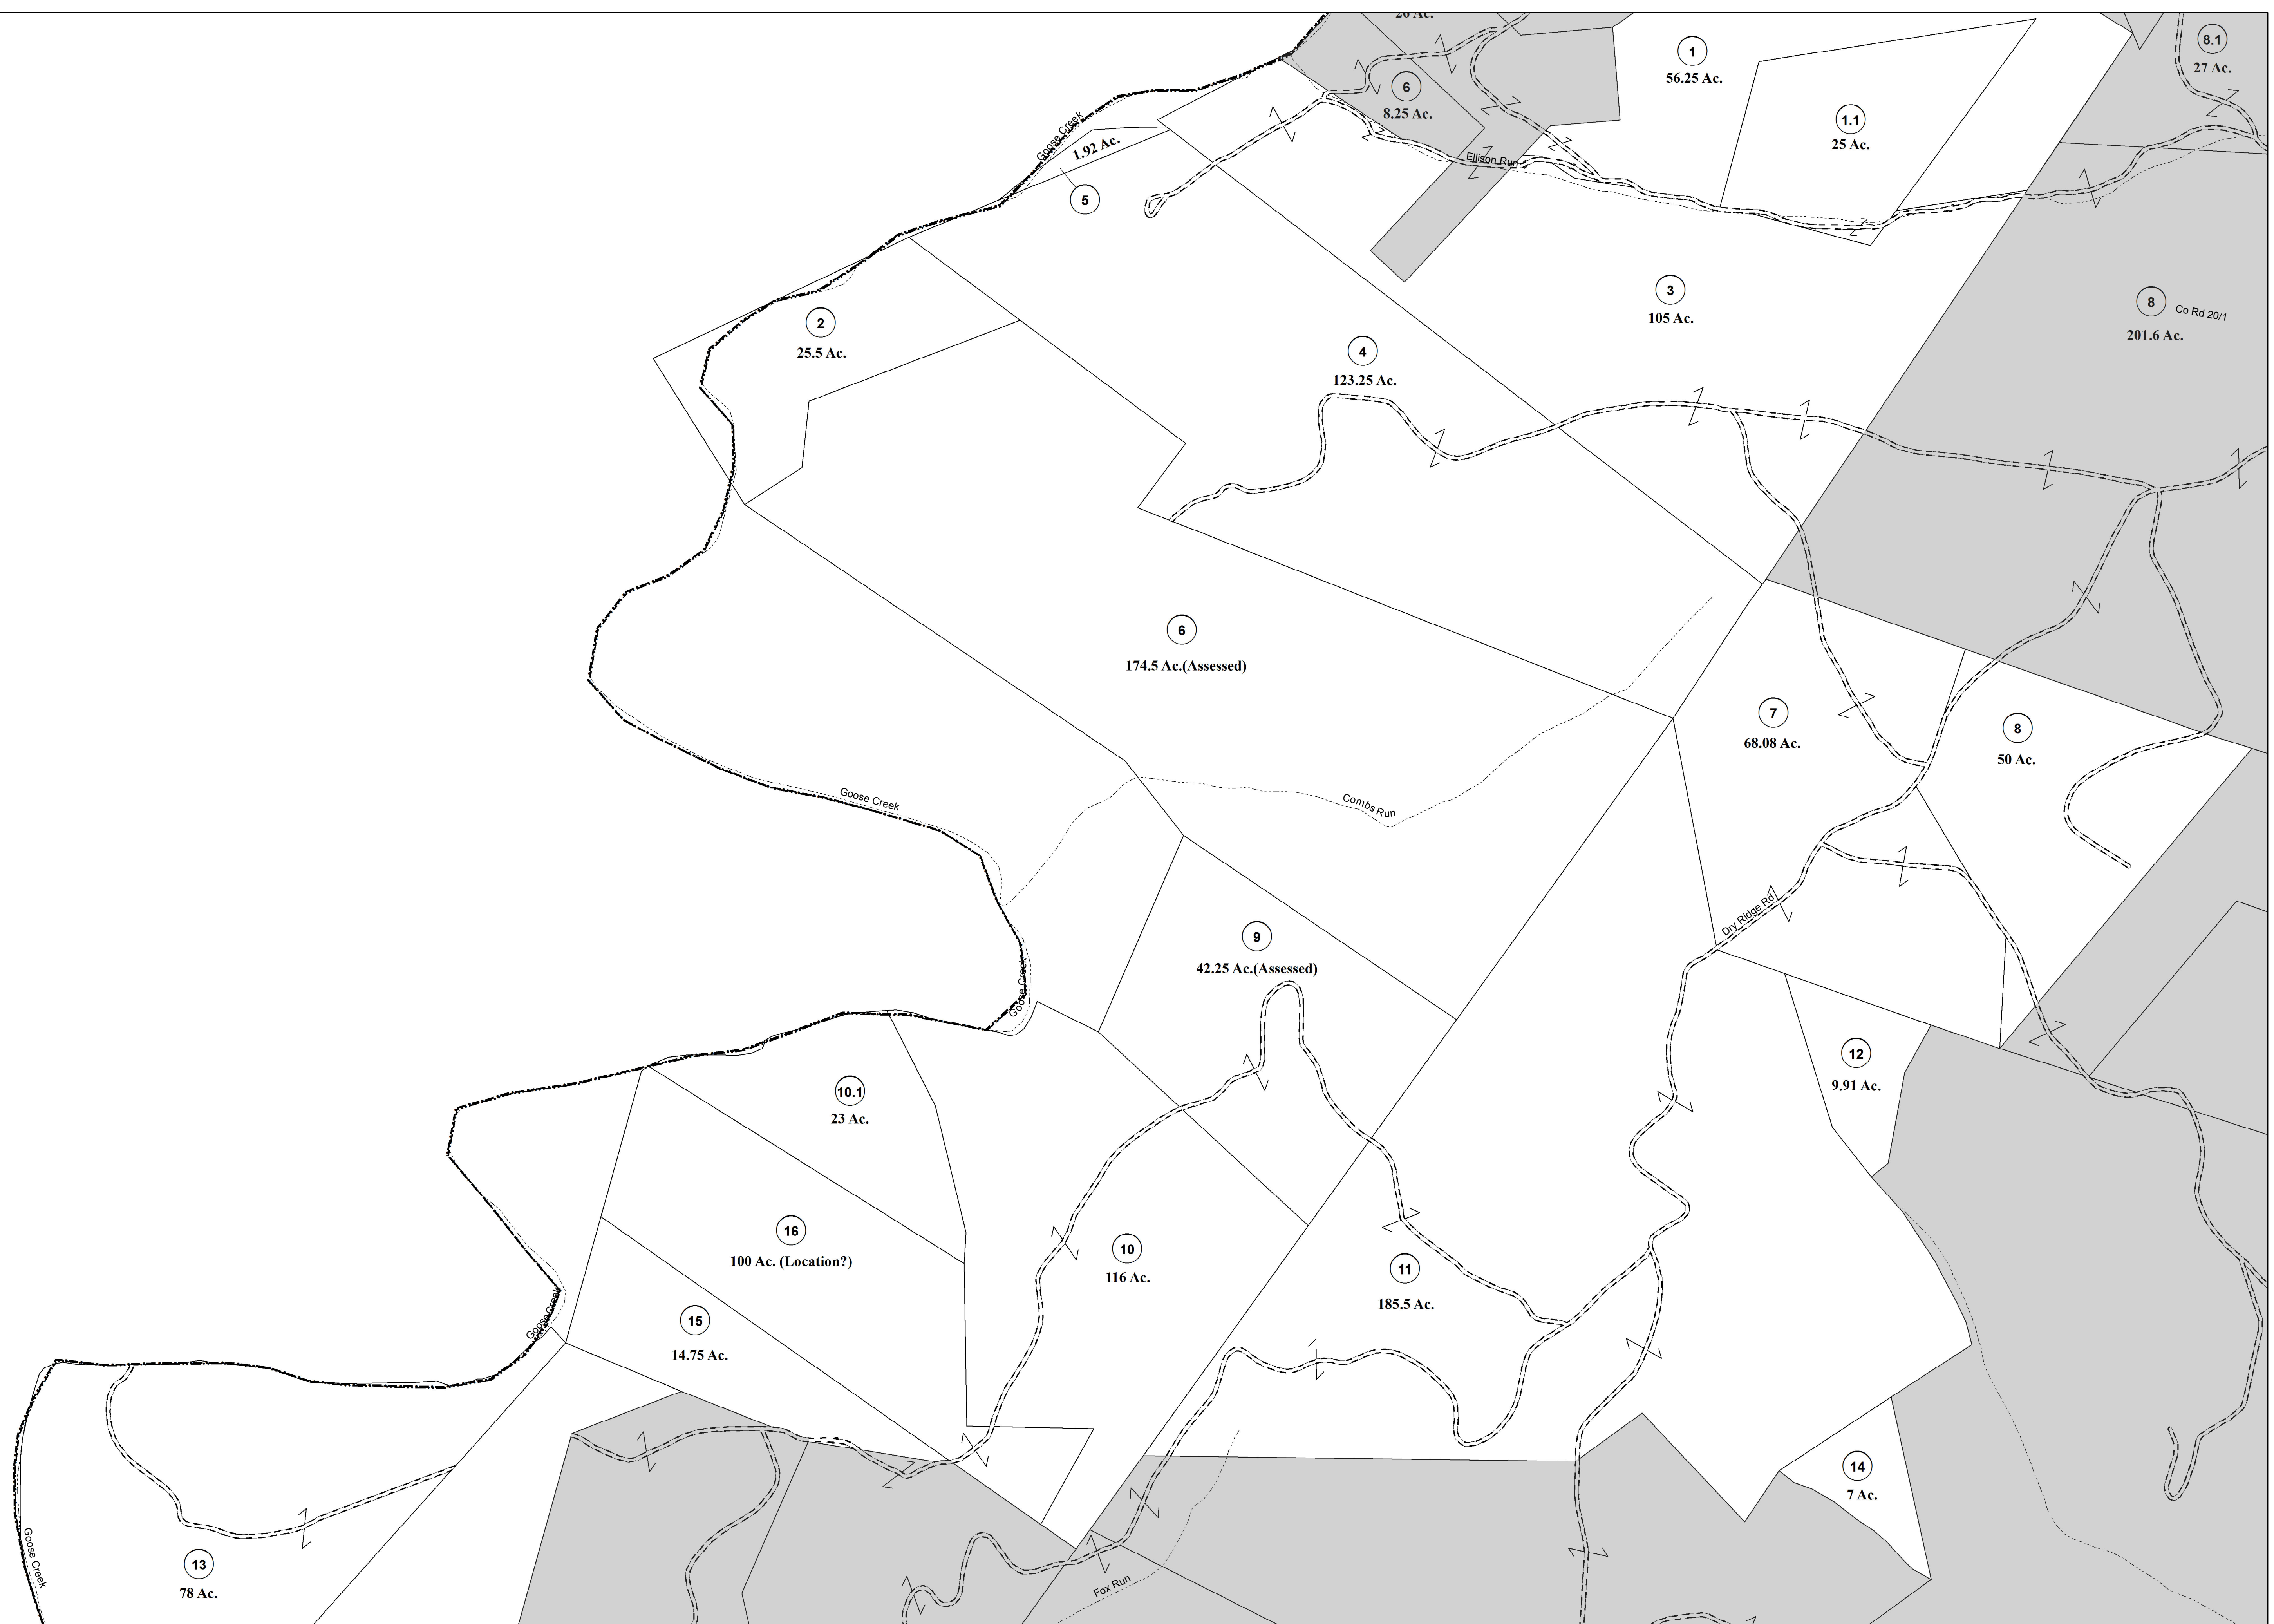 20 Ac.
8.1
27 Ac.
1
56.25 Ac.
6
8.25 Ac.
1.1
25 Ac.
Goose Creek
1.92 Ac.
5
Ellison Run
3
105 Ac.
8
Co Rd 20/1
201.6 Ac.
2
25.5 Ac.
4
123.25 Ac.
6
174.5 Ac.(Assessed)
7
68.08 Ac.
8
50 Ac.
Goose Creek
Combs Run
Dry Ridge Rd
9
42.25 Ac.(Assessed)
Goose Creek
12
9.91 Ac.
10.1
23 Ac.
16
100 Ac. (Location?)
10
116 Ac.
11
185.5 Ac.
Goose Creek
15
14.75 Ac.
14
7 Ac.
Goose Creek
13
78 Ac.
Fox Run